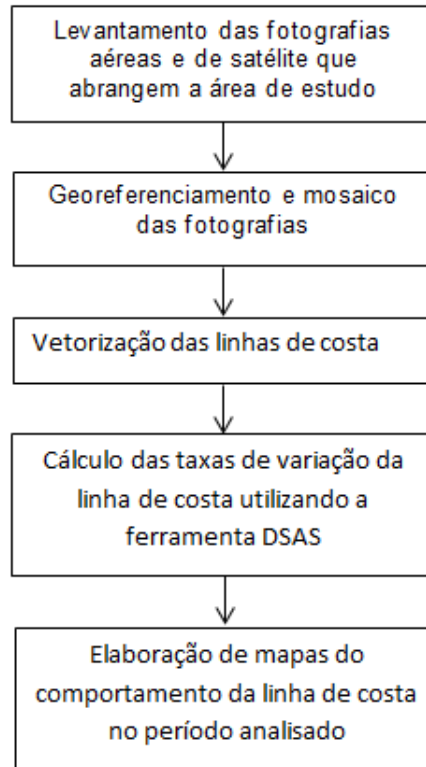 Levantamento das fotografias
aéreas e de satélite que
abrangem a área de estudo
Georeferenciamento e mosaico
das fotografias
Vetorização das linhas de costa
Cálculo das taxas de variação da
linha de costa utilizando a
ferramenta DSAS
Elaboração de mapas do
comportamento da linha de costa
no período analisado